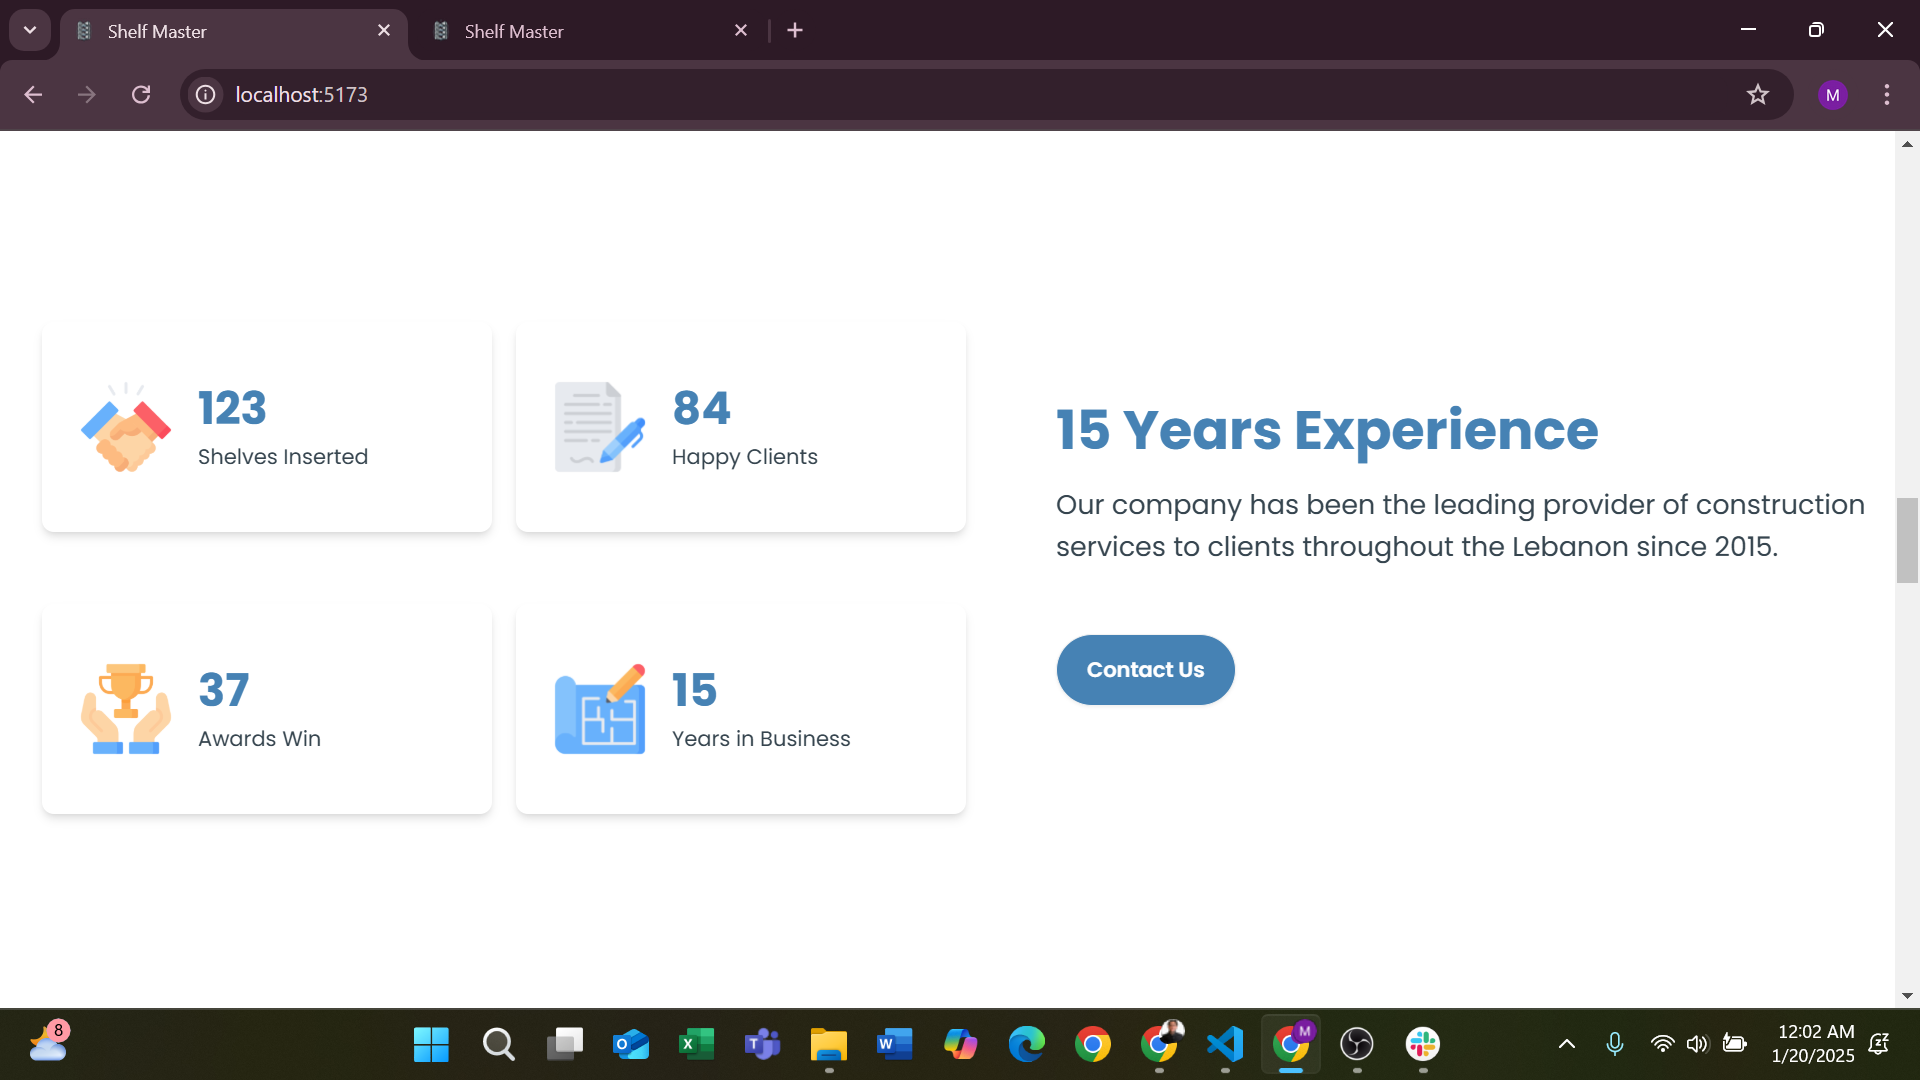 Shelf Master
Shelf Master
localhost:5173
M
123
Shelves Inserted
84
Happy Clients
37
Awards Win
15
Years in Business
15 Years Experience
Our company has been the leading provider of construction
services to clients throughout the Lebanon since 2015.
Contact Us
8
O
X
T
W
M
12:02 AM
1/20/2025